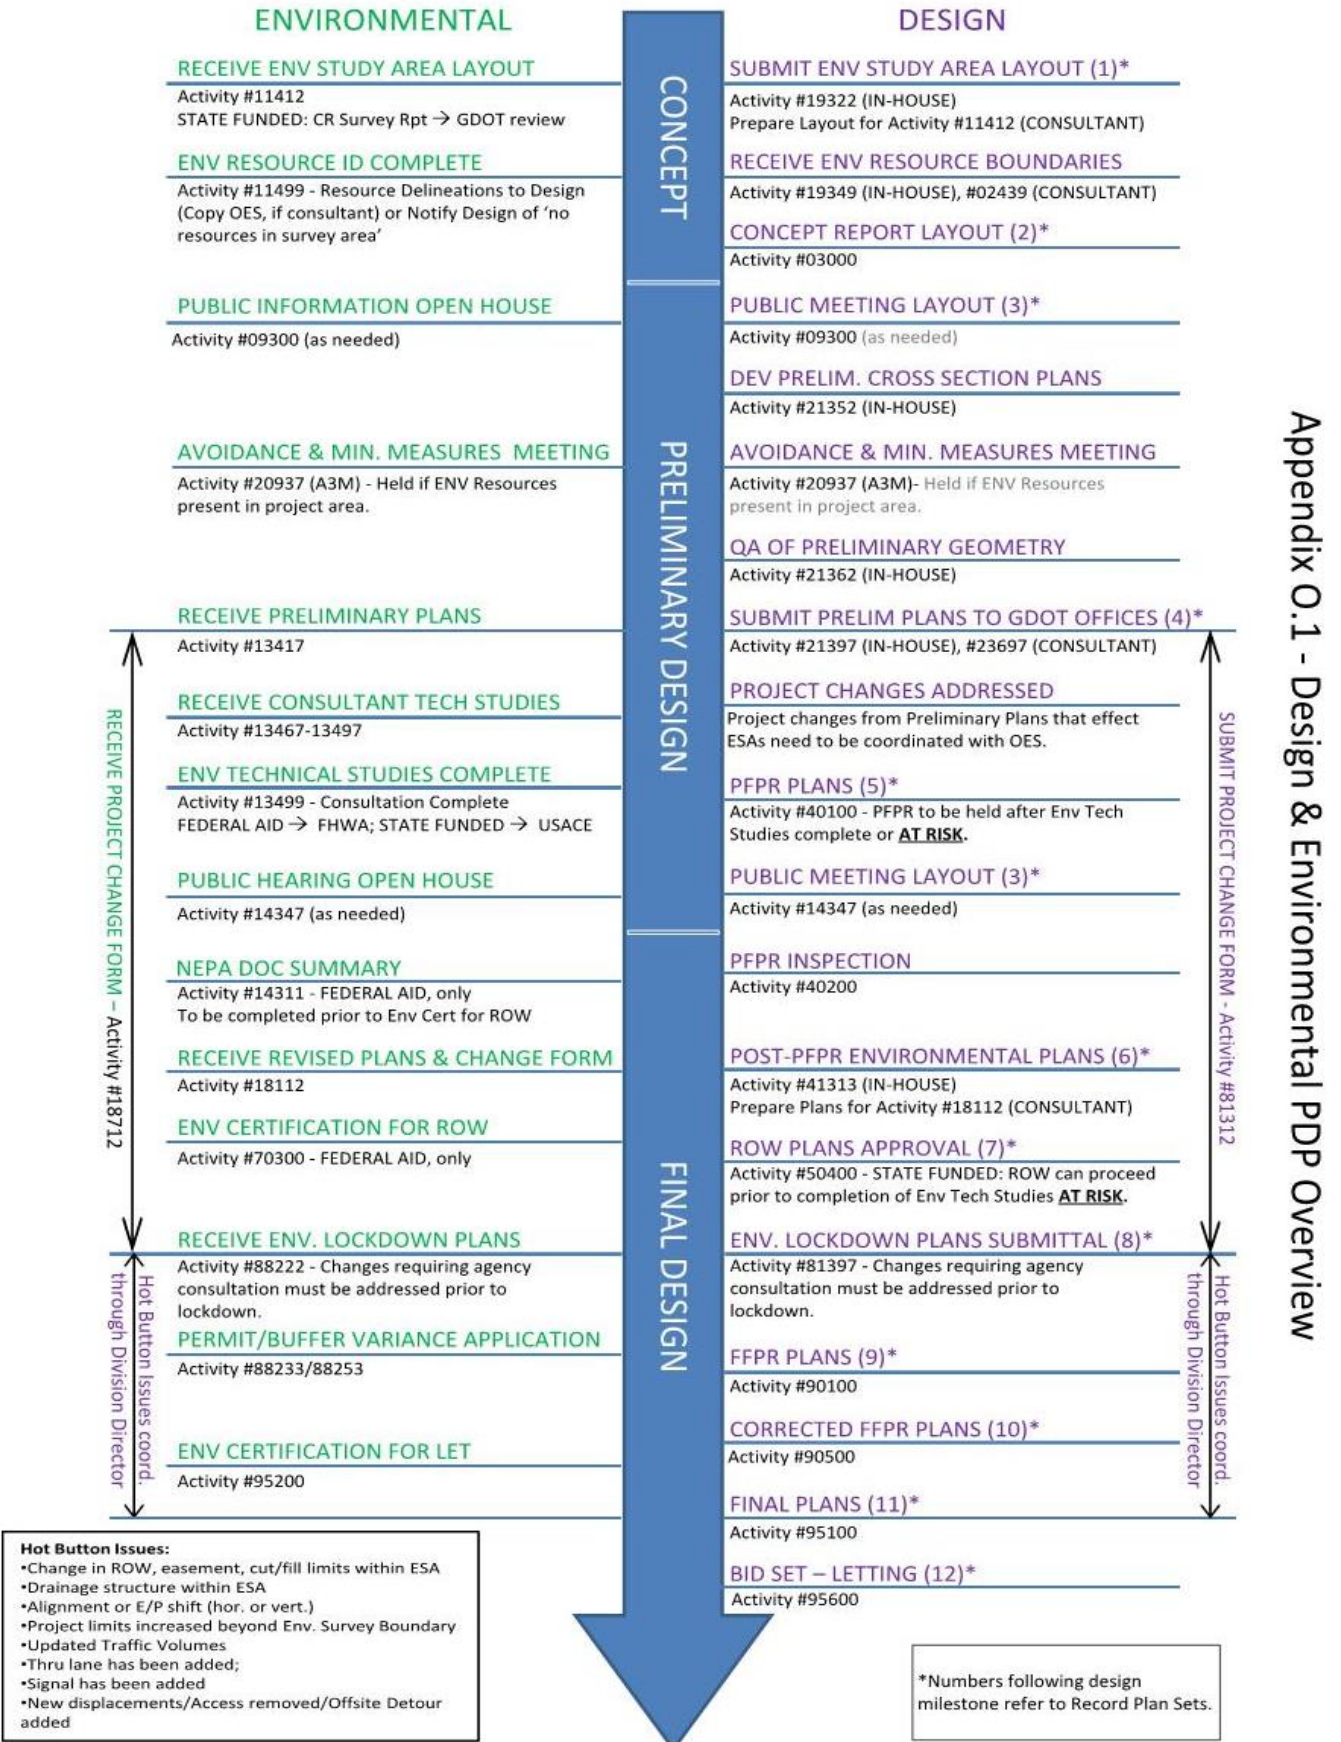 ENVIRONMENTAL
RECEIVE ENV STUDY AREA LAYOUT
Activity #11412
STATE FUNDED: CR Survey Rpt → GDOT review
ENV RESOURCE ID COMPLETE
Activity #11499 - Resource Delineations to Design
(Copy OES, if consultant) or Notify Design of ‘no
resources in survey area’
PUBLIC INFORMATION OPEN HOUSE
Activity #09300 (as needed)
AVOIDANCE & MIN. MEASURES MEETING
Activity #20937 (A3M) - Held if ENV Resources
present in project area.
RECEIVE PRELIMINARY PLANS
Activity #13417
RECEIVE CONSULTANT TECH STUDIES
Activity #13467-13497
ENV TECHNICAL STUDIES COMPLETE
Activity #13499 - Consultation Complete
FEDERAL AID → FHWA; STATE FUNDED → USACE
PUBLIC HEARING OPEN HOUSE
Activity #14347 (as needed)
NEPA DOC SUMMARY
Activity #14311 - FEDERAL AID, only
To be completed prior to Env Cert for ROW
RECEIVE REVISED PLANS & CHANGE FORM
Activity #18112
ENV CERTIFICATION FOR ROW
Activity #70300 - FEDERAL AID, only
RECEIVE ENV. LOCKDOWN PLANS
Activity #88222 - Changes requiring agency
consultation must be addressed prior to
lockdown.
PERMIT/BUFFER VARIANCE APPLICATION
Activity #88233/88253
ENV CERTIFICATION FOR LET
Activity #95200
RECEIVE PROJECT CHANGE FORM – Activity #18712
Hot Button Issues coord.
through Division Director
CONCEPT
PRELIMINARY DESIGN
FINAL DESIGN
DESIGN
SUBMIT ENV STUDY AREA LAYOUT (1)*
Activity #19322 (IN-HOUSE)
Prepare Layout for Activity #11412 (CONSULTANT)
RECEIVE ENV RESOURCE BOUNDARIES
Activity #19349 (IN-HOUSE), #02439 (CONSULTANT)
CONCEPT REPORT LAYOUT (2)*
Activity #03000
PUBLIC MEETING LAYOUT (3)*
Activity #09300 (as needed)
DEV PRELIM. CROSS SECTION PLANS
Activity #21352 (IN-HOUSE)
AVOIDANCE & MIN. MEASURES MEETING
Activity #20937 (A3M)- Held if ENV Resources
present in project area.
QA OF PRELIMINARY GEOMETRY
Activity #21362 (IN-HOUSE)
SUBMIT PRELIM PLANS TO GDOT OFFICES (4)*
Activity #21397 (IN-HOUSE), #23697 (CONSULTANT)
PROJECT CHANGES ADDRESSED
Project changes from Preliminary Plans that effect
ESAs need to be coordinated with OES.
PFPR PLANS (5)*
Activity #40100 - PFPR to be held after Env Tech
Studies complete or AT RISK.
PUBLIC MEETING LAYOUT (3)*
Activity #14347 (as needed)
PFPR INSPECTION
Activity #40200
POST-PFPR ENVIRONMENTAL PLANS (6)*
Activity #41313 (IN-HOUSE)
Prepare Plans for Activity #18112 (CONSULTANT)
ROW PLANS APPROVAL (7)*
Activity #50400 - STATE FUNDED: ROW can proceed
prior to completion of Env Tech Studies AT RISK.
ENV. LOCKDOWN PLANS SUBMITTAL (8)*
Activity #81397 - Changes requiring agency
consultation must be addressed prior to
lockdown.
FFPR PLANS (9)*
Activity #90100
CORRECTED FFPR PLANS (10)*
Activity #90500
FINAL PLANS (11)*
Activity #95100
BID SET – LETTING (12)*
Activity #95600
SUBMIT PROJECT CHANGE FORM - Activity #81312
Hot Button Issues coord.
through Division Director
Appendix O.1 - Design & Environmental PDP Overview
Hot Button Issues:
•Change in ROW, easement, cut/fill limits within ESA
•Drainage structure within ESA
•Alignment or E/P shift (hor. or vert.)
•Project limits increased beyond Env. Survey Boundary
•Updated Traffic Volumes
•Thru lane has been added;
•Signal has been added
•New displacements/Access removed/Offsite Detour
added
*Numbers following design
milestone refer to Record Plan Sets.